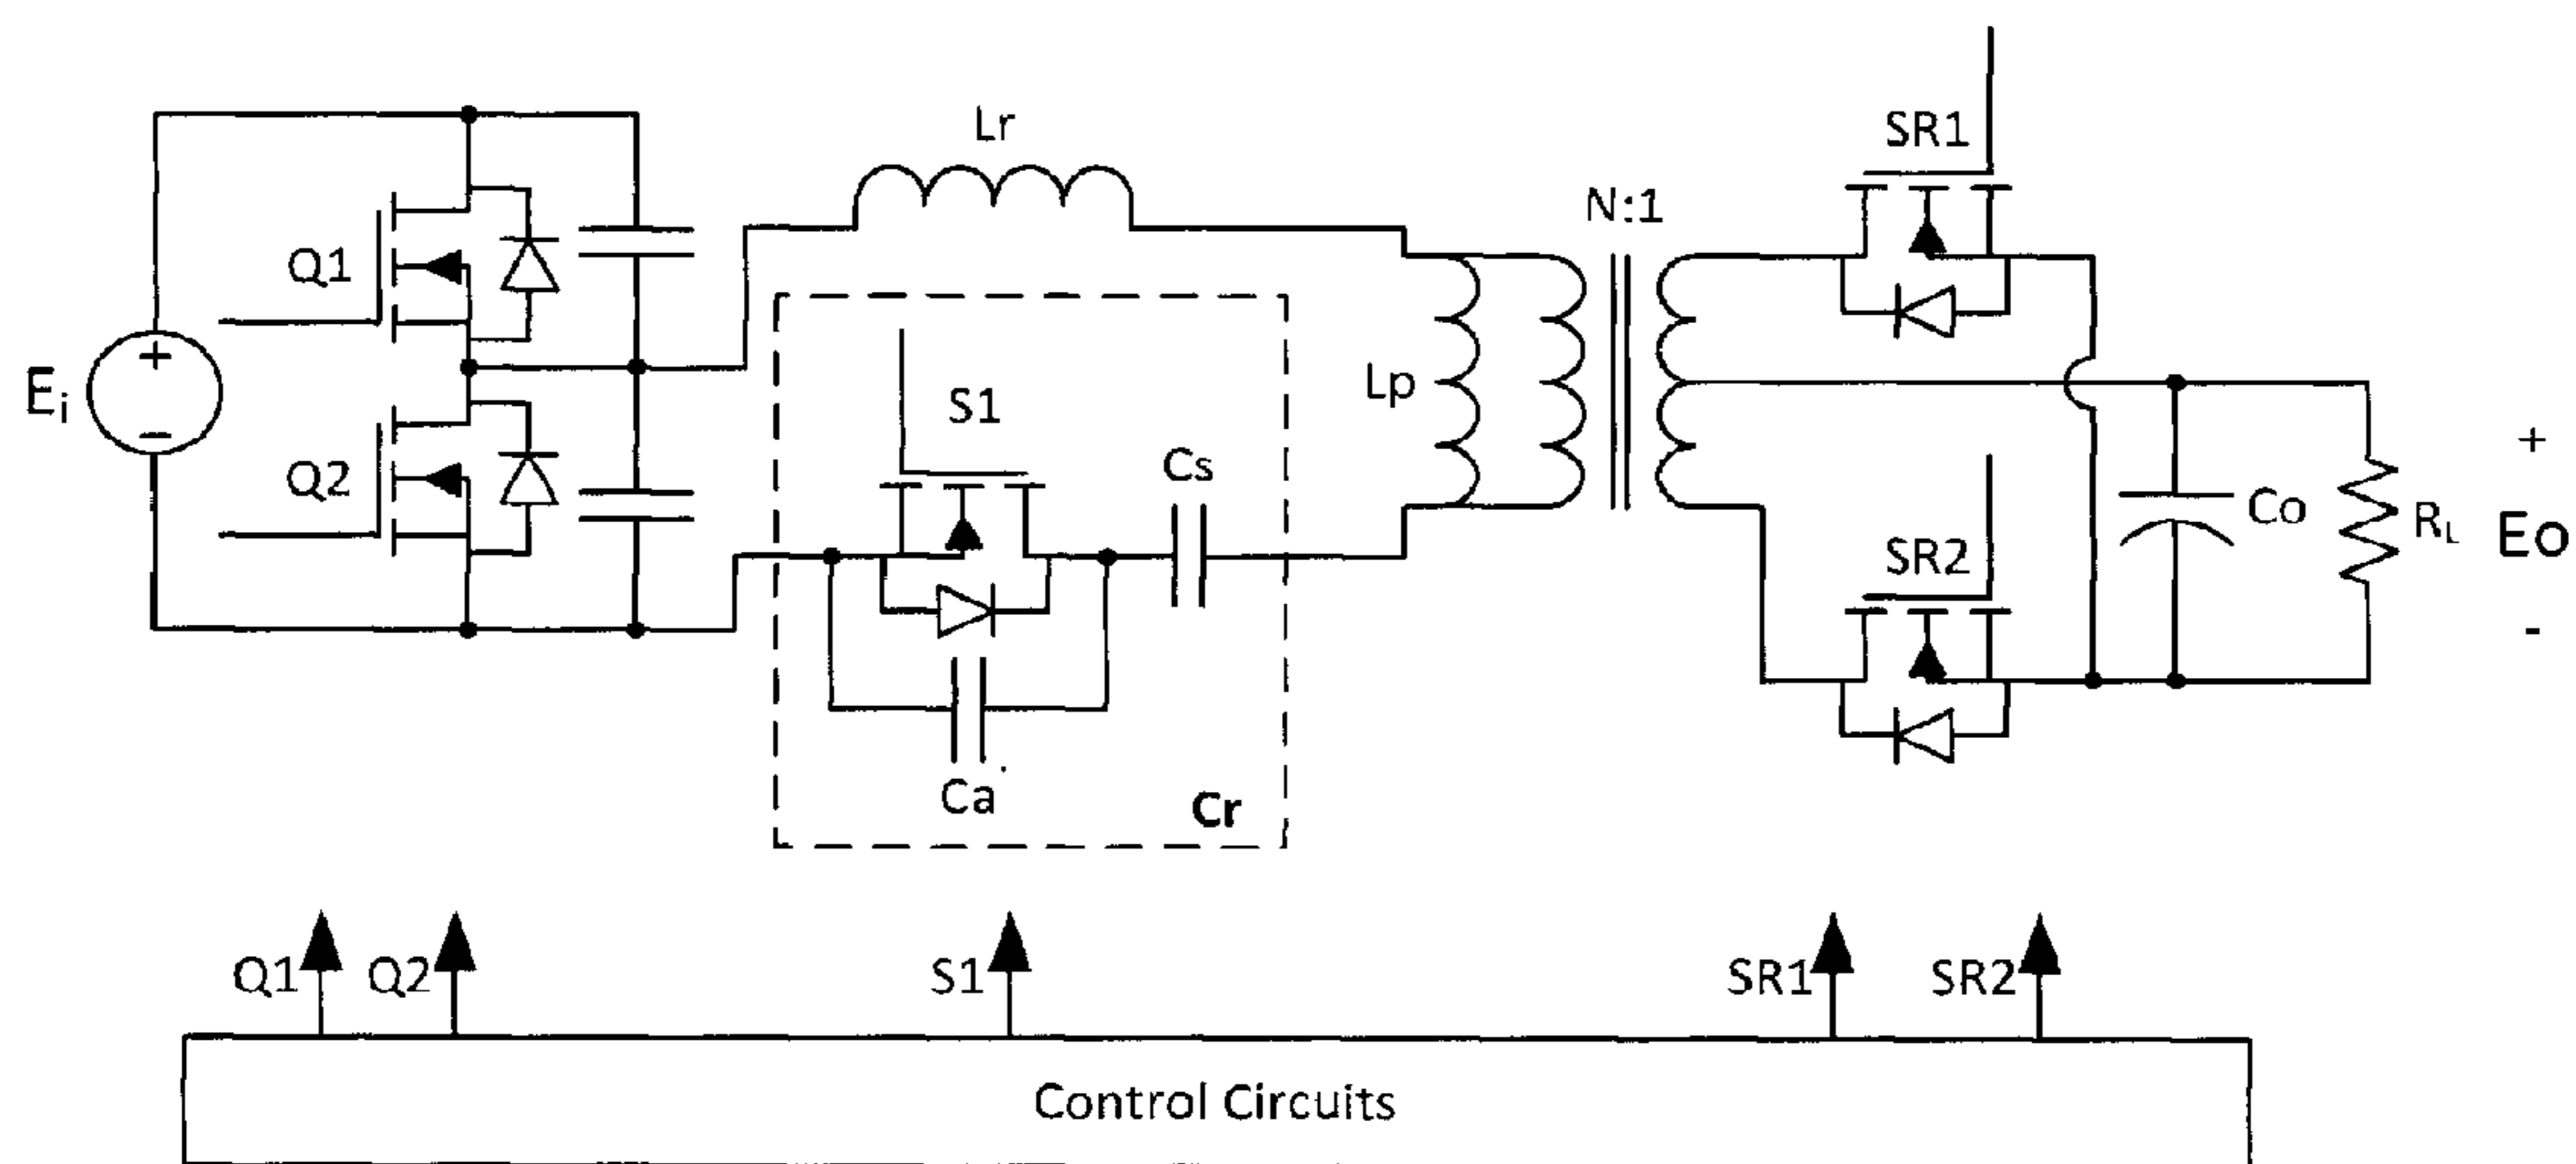 Lr
SR1
N:1
Q1
+
Ei
−
Lp
S1
Q2
Cs
+
Co
RL
Eo
SR2
-
Ca
Cr
Q1
Q2
S1
SR1
SR2
Control Circuits